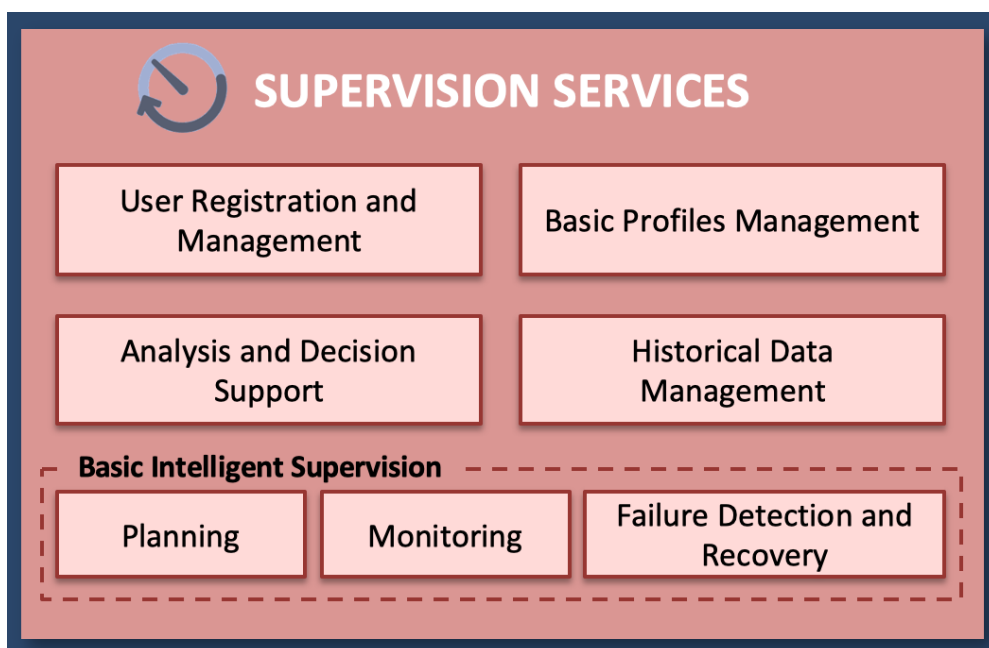 SUPERVISION SERVICES
User Registration and
Management
Basic Profiles Management
Analysis and Decision
Support
Historical Data
Management
Basic Intelligent Supervision
Planning
Monitoring
Failure Detection and
Recovery